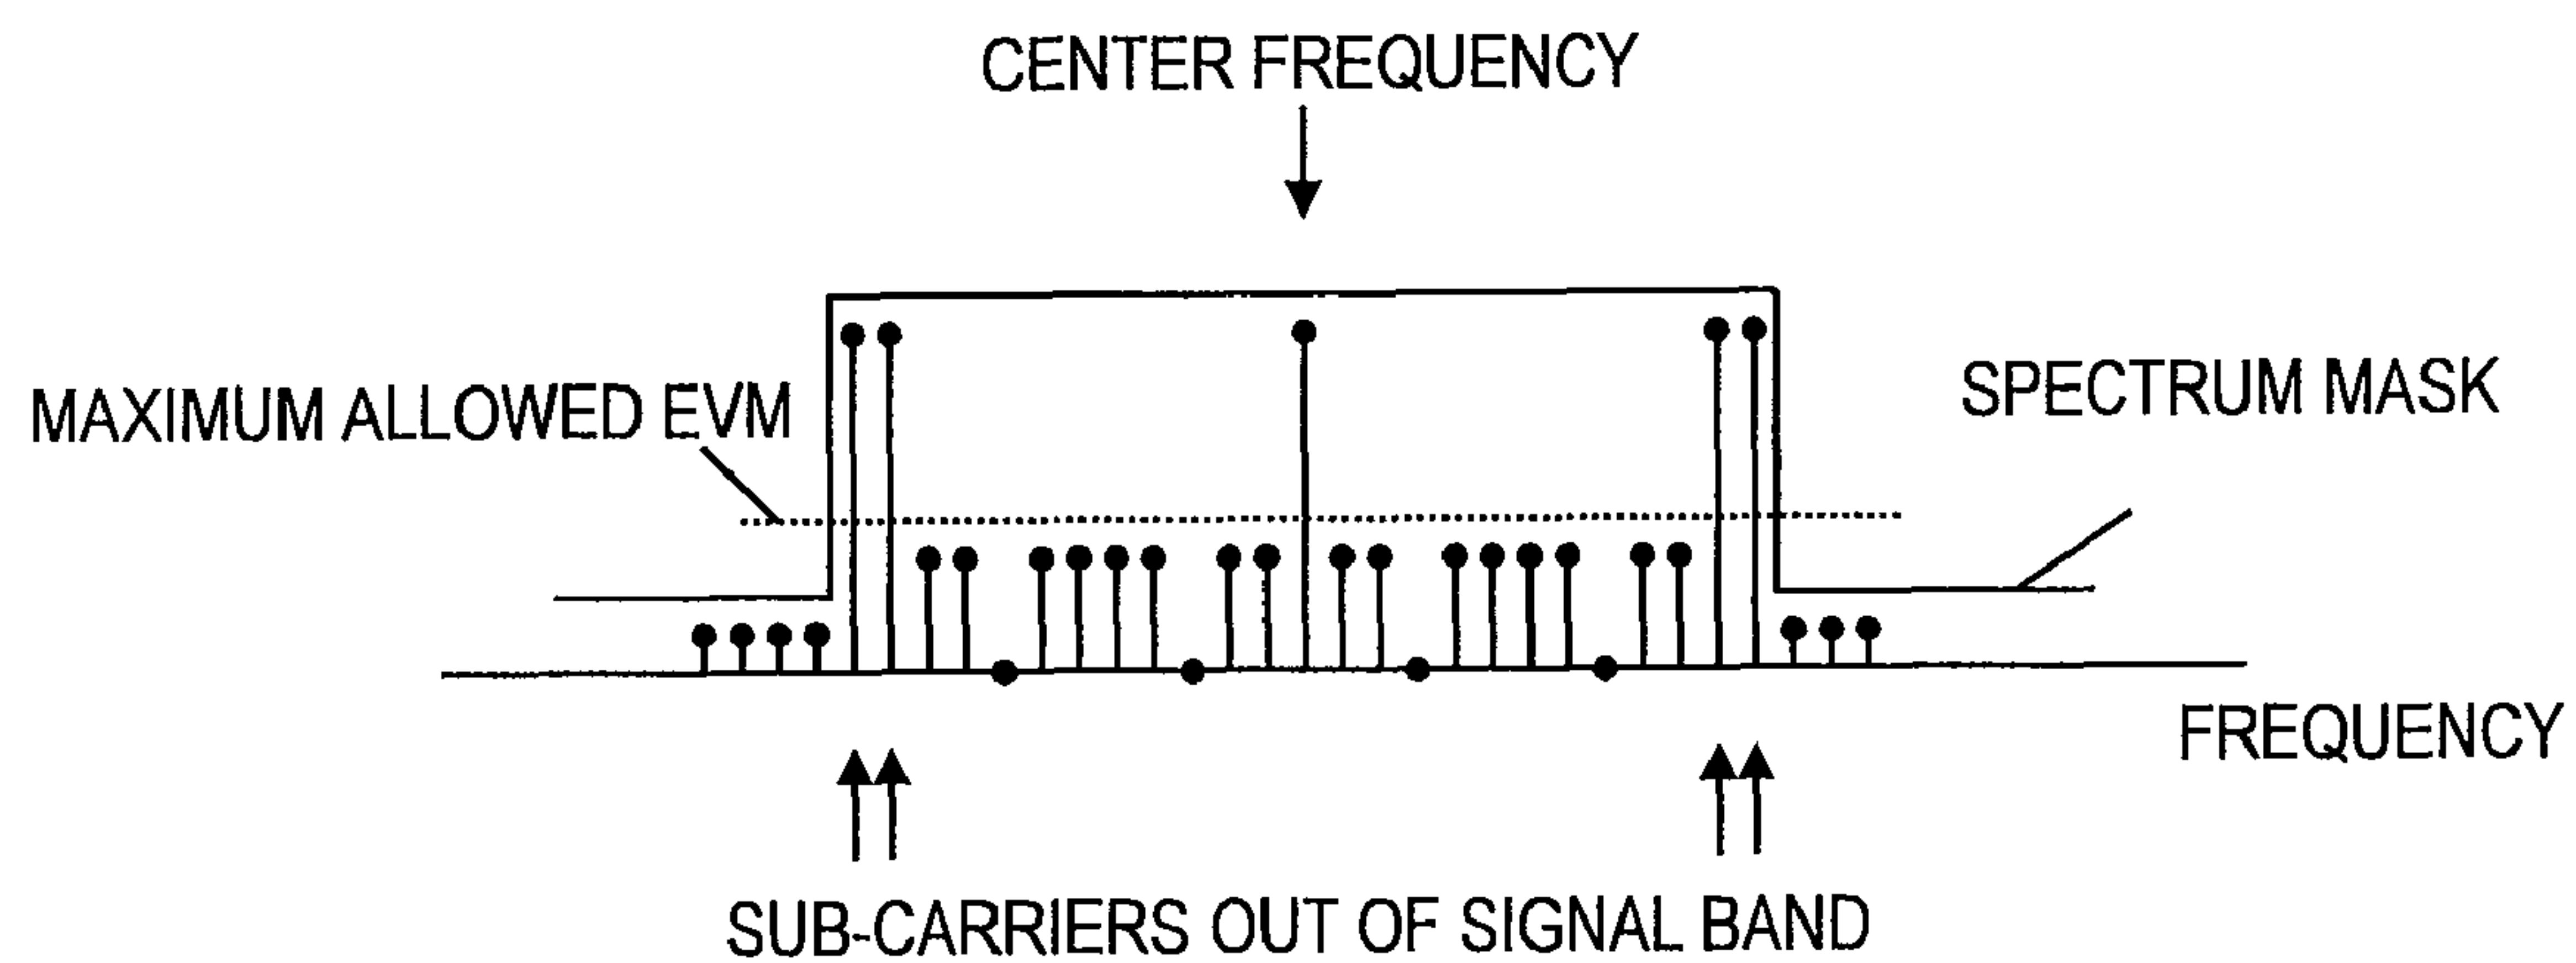 CENTER FREQUENCY
MAXIMUM ALLOWED EVM
SPECTRUM MASK
FREQUENCY
SUB-CARRIERS OUT OF SIGNAL BAND